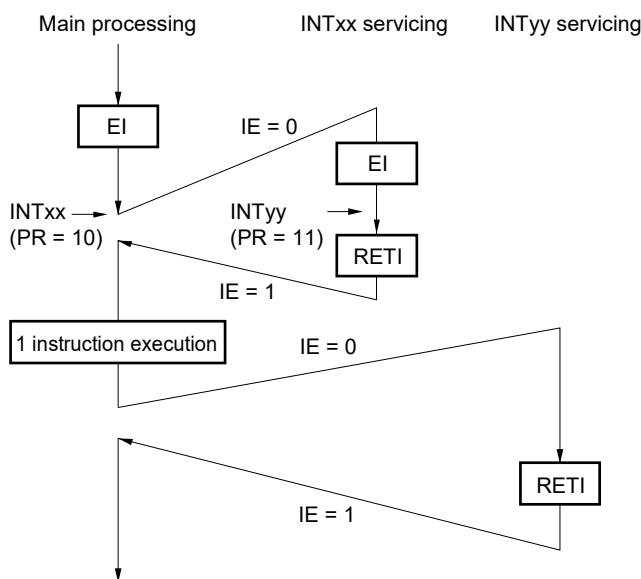 Main processing
INTxx servicing
INTyy servicing
EI
IE = 0
EI
INTxx
(PR = 10)
INTyy
(PR = 11)
RETI
IE = 1
1 instruction execution
IE = 0
RETI
IE = 1